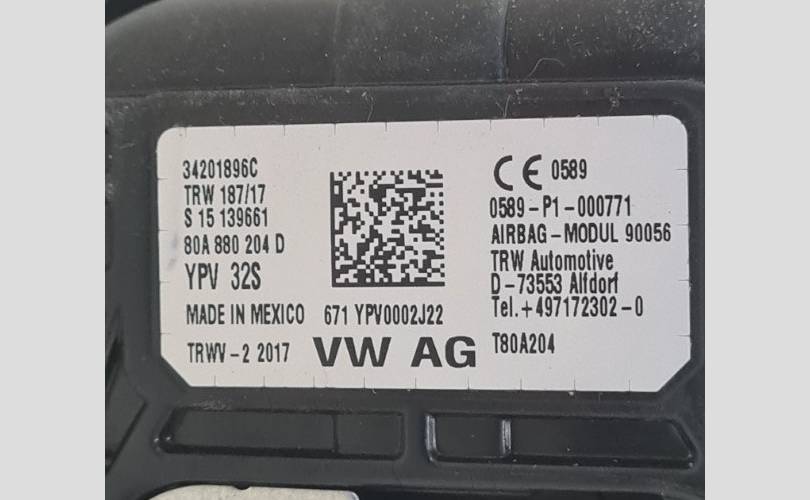 34201896C
TRW 187/17
S 15 139661
80A 880 204 D
YPV 32S
MADE IN MEXICO
TRWV-2 2017
671 YPV0002J22
VW AG
CE 0589
0589-P1-000771
AIRBAG-MODUL 90056
TRW Automotive
D-73553 Alfdorf
Tel.+497172302-0
T80A204